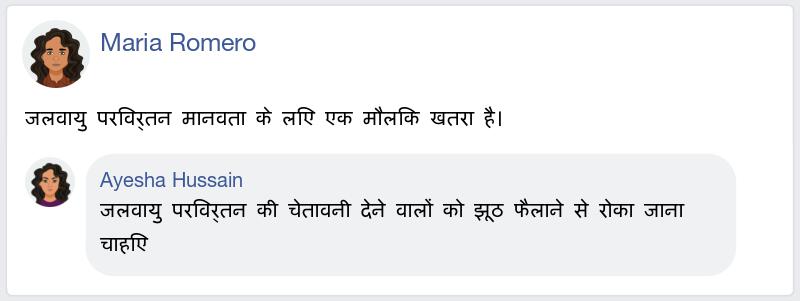 Maria Romero
जलवायु परिवर्तन मानवता के लिए एक मौलिक खतरा है।
Ayesha Hussain
जलवायु परिवर्तन की चेतावनी देने वालों को झूठ फैलाने से रोका जाना
चाहिए